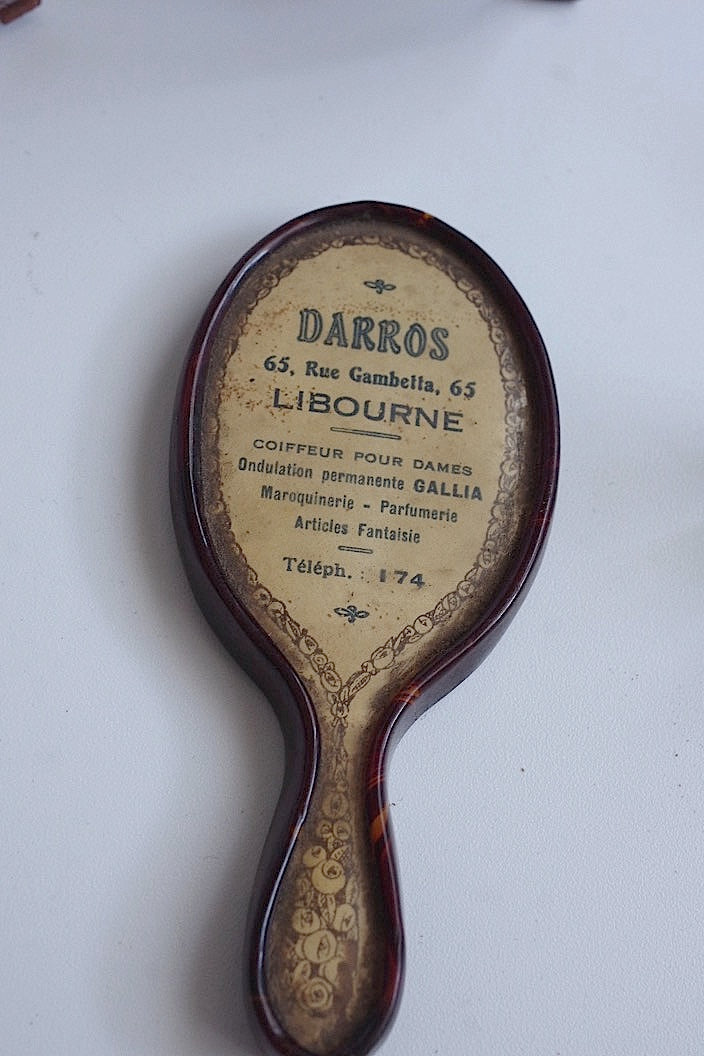 DARROS
65, Rue Gambetta, 65
LIBOURNE
COIFFEUR POUR DAMES
Ondulation permanente GALLIA
Maroquinerie - Parfumerie
Articles Fantaisie
Téléph. : 174